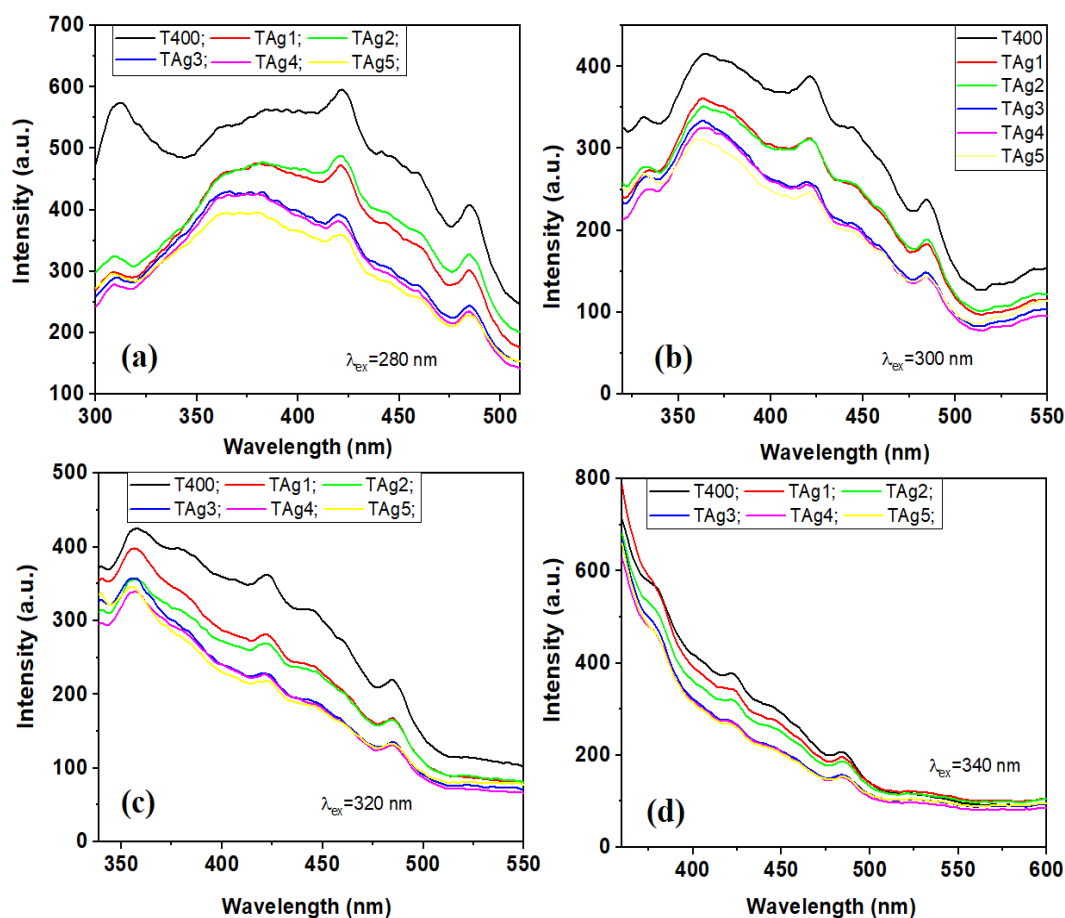 700
600
500
400
300
200
100
Intensity (a.u.)
T400; TAg1; TAg2;
TAg3; TAg4; TAg5;
(a)
λex=280 nm
300 350 400 450 500
Wavelength (nm)
400
300
200
100
0
Intensity (a.u.)
T400
TAg1
TAg2
TAg3
TAg4
TAg5
(b)
λex=300 nm
350 400 450 500 550
Wavelength (nm)
500
400
300
200
100
0
Intensity (a.u.)
T400; TAg1; TAg2;
TAg3; TAg4; TAg5;
(c)
λex=320 nm
350 400 450 500 550
Wavelength (nm)
800
600
400
200
0
Intensity (a.u.)
T400; TAg1; TAg2;
TAg3; TAg4; TAg5;
(d)
λex=340 nm
400 450 500 550 600
Wavelength (nm)